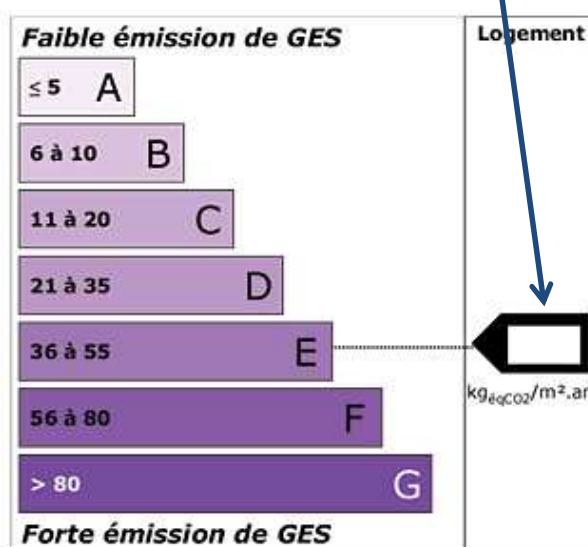 Faible émission de GES
Logement
≤ 5 A
6 à 10 B
11 à 20 C
21 à 35 D
36 à 55 E
kgéqCO2/m².an
56 à 80 F
> 80 G
Forte émission de GES